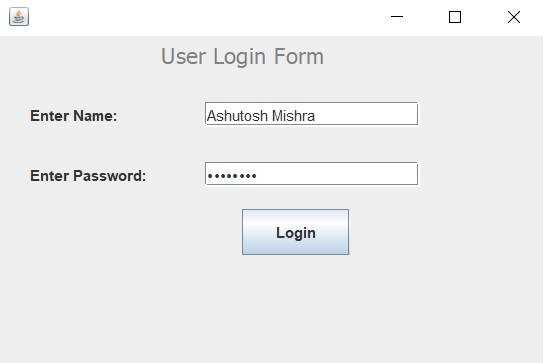 User Login Form
Enter Name: Ashutosh Mishra
Enter Password: ••••••••
Login